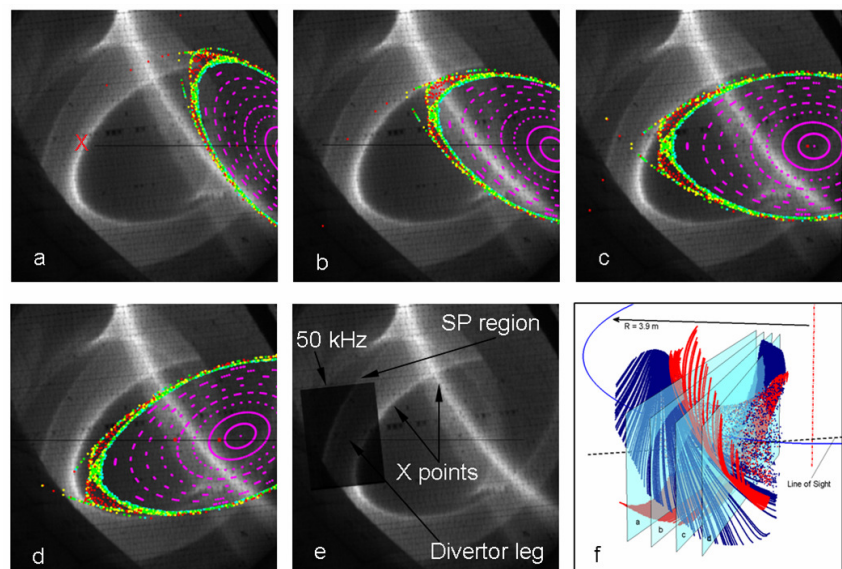 X
a
b
c
d
50 kHz
SP region
X points
Divertor leg
e
R = 3.9 m
Line of Sight
a
b
c
d
f